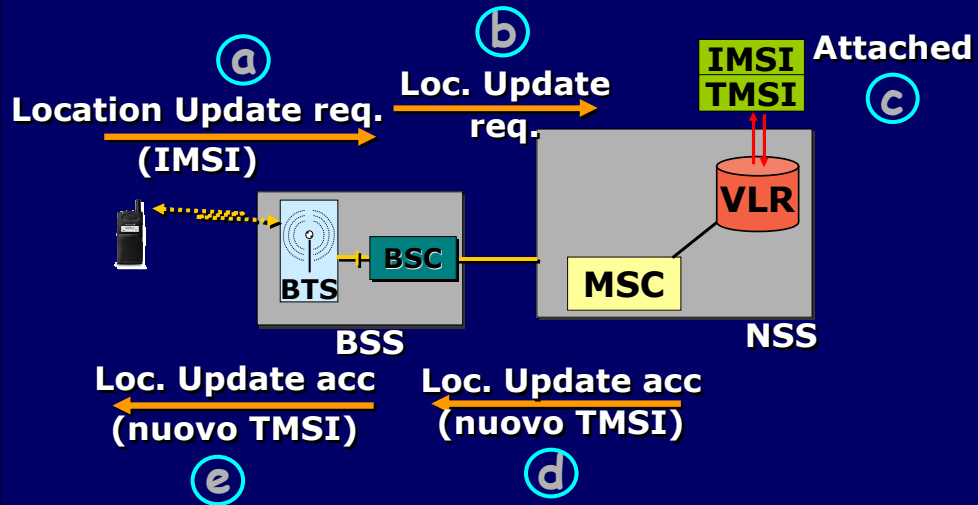 a
Location Update req.
(IMSI)
b
Loc. Update
req.
IMSI
TMSI
Attached
c
VLR
BTS
BSC
MSC
BSS
NSS
Loc. Update acc
(nuovo TMSI)
e
Loc. Update acc
(nuovo TMSI)
d